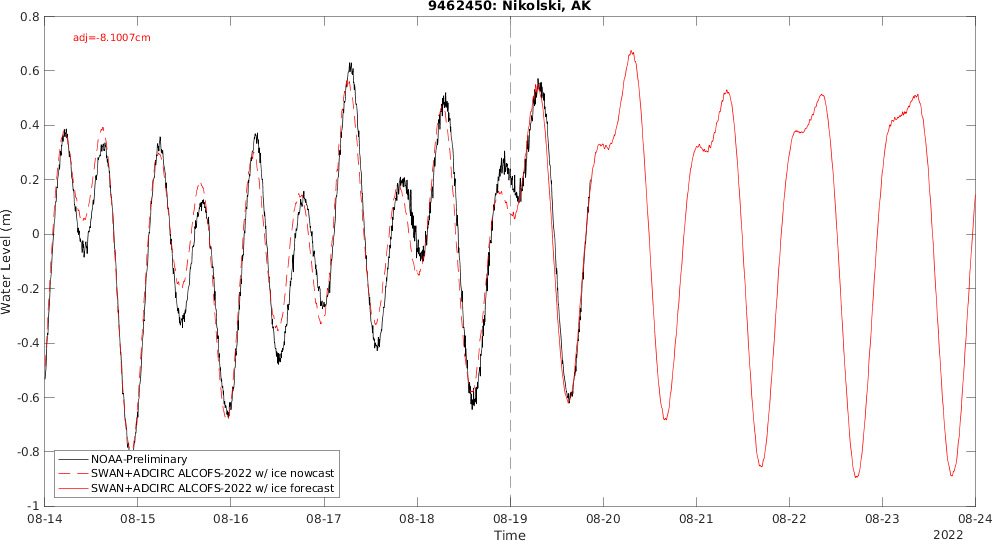 9462450: Nikolski, AK
adj=-8.1007cm
0.8
0.6
0.4
0.2
0
-0.2
-0.4
-0.6
-0.8
-1
Water Level (m)
NOAA-Preliminary
SWAN+ADCIRC ALCOFS-2022 w/ ice nowcast
SWAN+ADCIRC ALCOFS-2022 w/ ice forecast
08-14 08-15 08-16 08-17 08-18 08-19 08-20 08-21 08-22 08-23 08-24
Time
2022